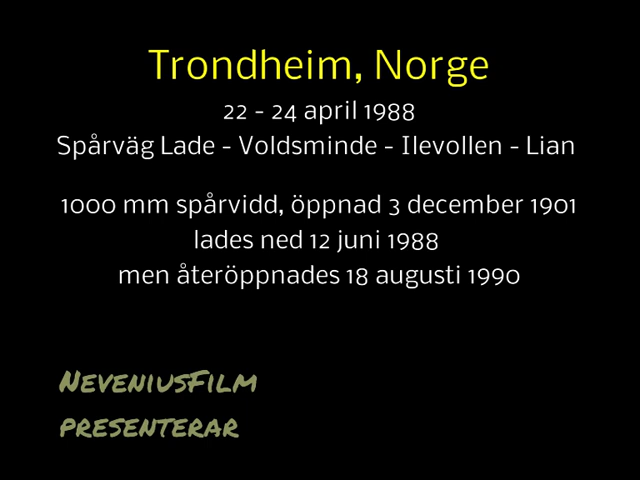 Trondheim, Norge
22 - 24 april 1988
Spårväg Lade - Voldsminde - Ilevollen - Lian
1000 mm spårvidd, öppnad 3 december 1901
lades ned 12 juni 1988
men återöppnades 18 augusti 1990
NeveniusFilm
presenterar